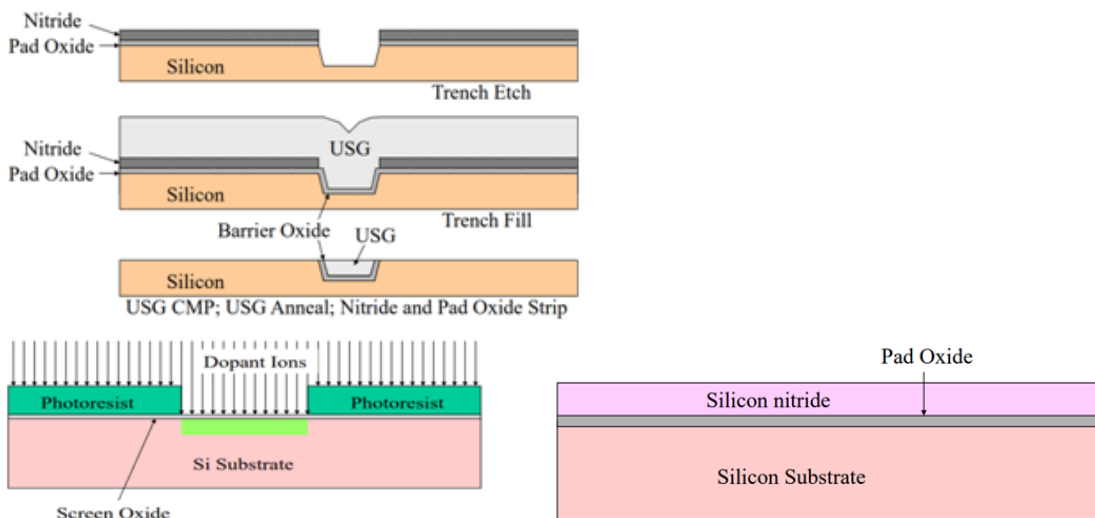 Nitride
Pad Oxide
Silicon
Trench Etch
USG
Nitride
Pad Oxide
Silicon
Trench Fill
Barrier Oxide
USG
Silicon
USG CMP; USG Anneal; Nitride and Pad Oxide Strip
Dopant Ions
Photoresist
Photoresist
Si Substrate
Screen Oxide
Pad Oxide
Silicon nitride
Silicon Substrate